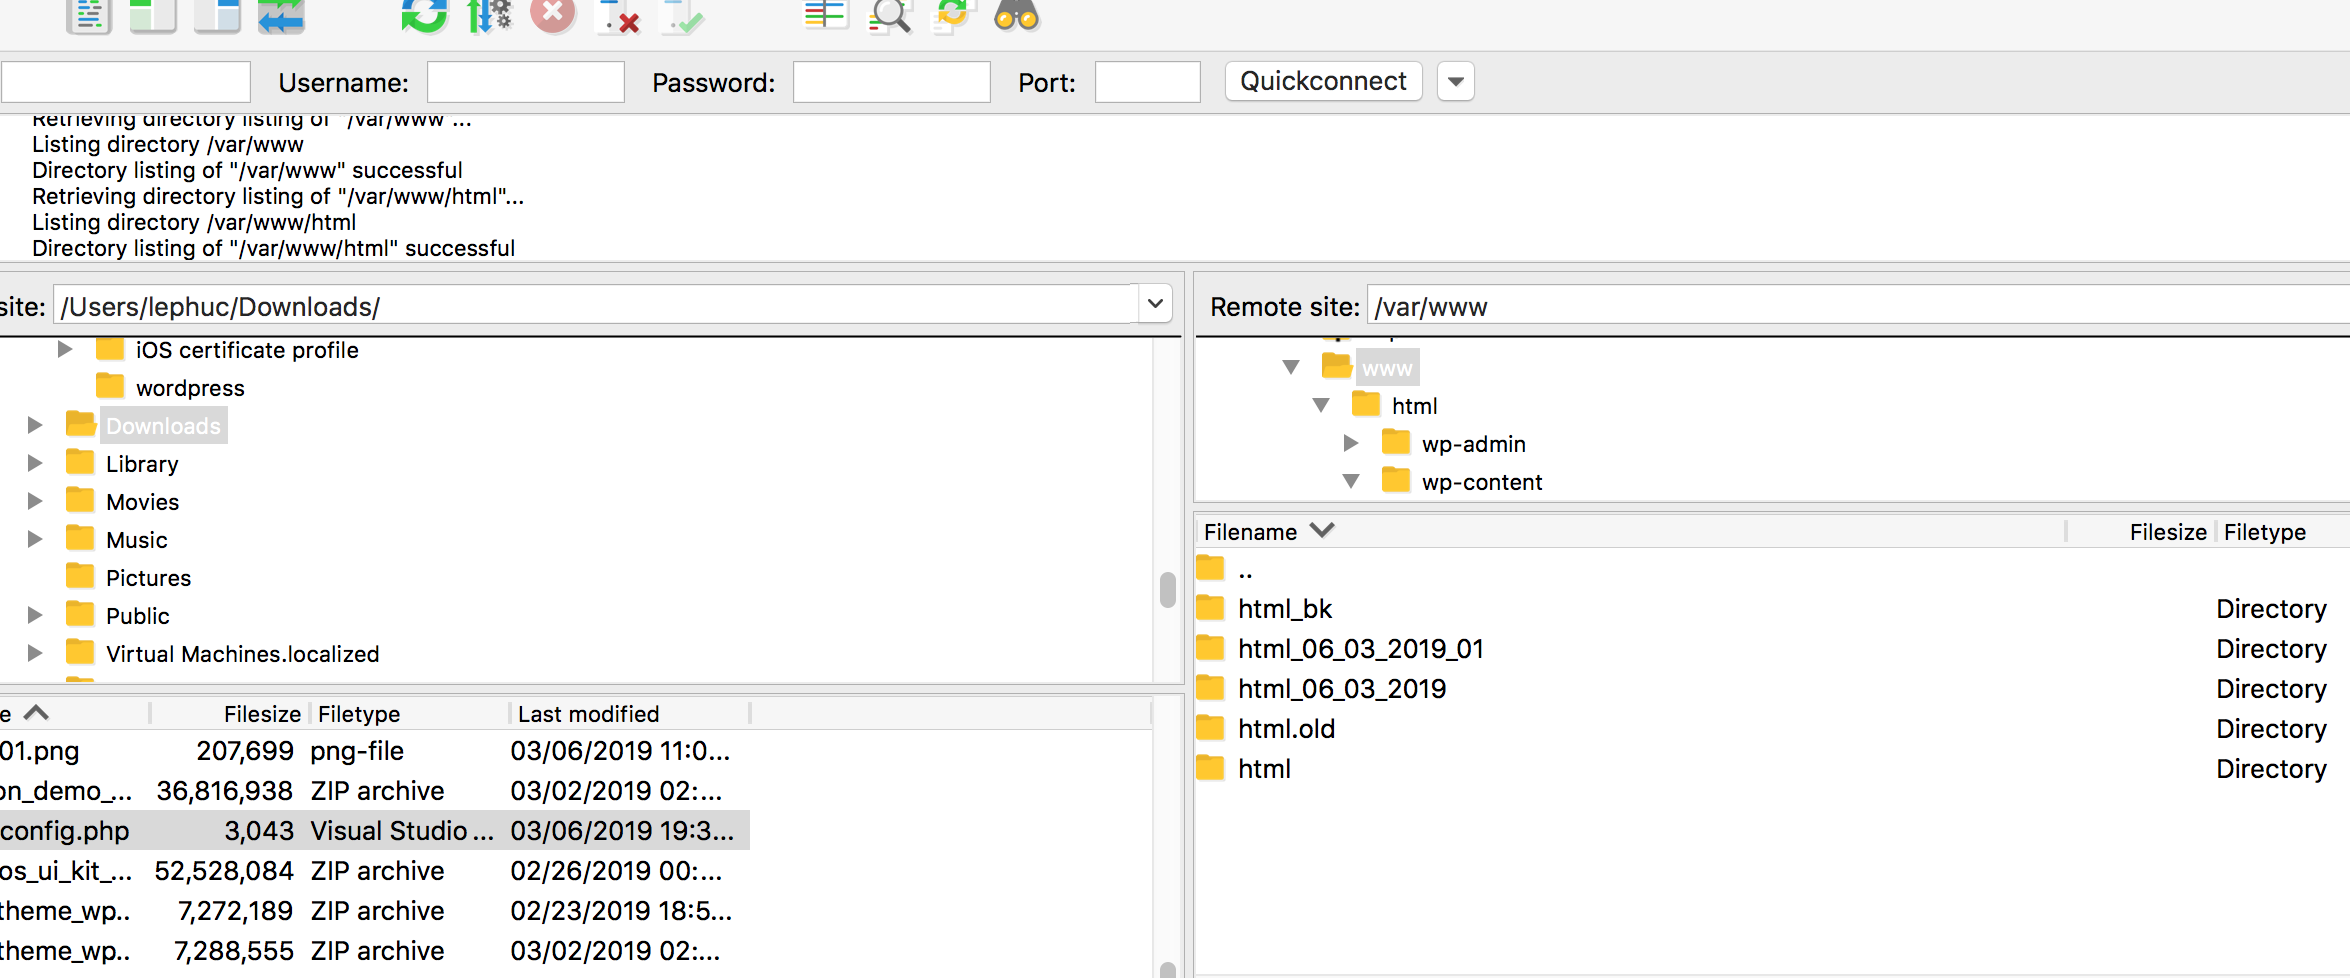 Username: Password: Port: Quickconnect
Retrieving directory listing of "/var/www"...
Listing directory /var/www
Directory listing of "/var/www" successful
Retrieving directory listing of "/var/www/html"...
Listing directory /var/www/html
Directory listing of "/var/www/html" successful
site: /Users/lephuc/Downloads/
iOS certificate profile
wordpress
Downloads
Library
Movies
Music
Pictures
Public
Virtual Machines.localized
e Filesize Filetype Last modified
01.png 207,699 png-file 03/06/2019 11:0...
on_demo_... 36,816,938 ZIP archive 03/02/2019 02:...
config.php 3,043 Visual Studio ... 03/06/2019 19:3...
os_ui_kit_... 52,528,084 ZIP archive 02/26/2019 00:...
theme_wp.. 7,272,189 ZIP archive 02/23/2019 18:5...
theme_wp.. 7,288,555 ZIP archive 03/02/2019 02:...
Remote site: /var/www
www
html
wp-admin
wp-content
Filename Filesize Filetype
..
html_bk Directory
html_06_03_2019_01 Directory
html_06_03_2019 Directory
html.old Directory
html Directory